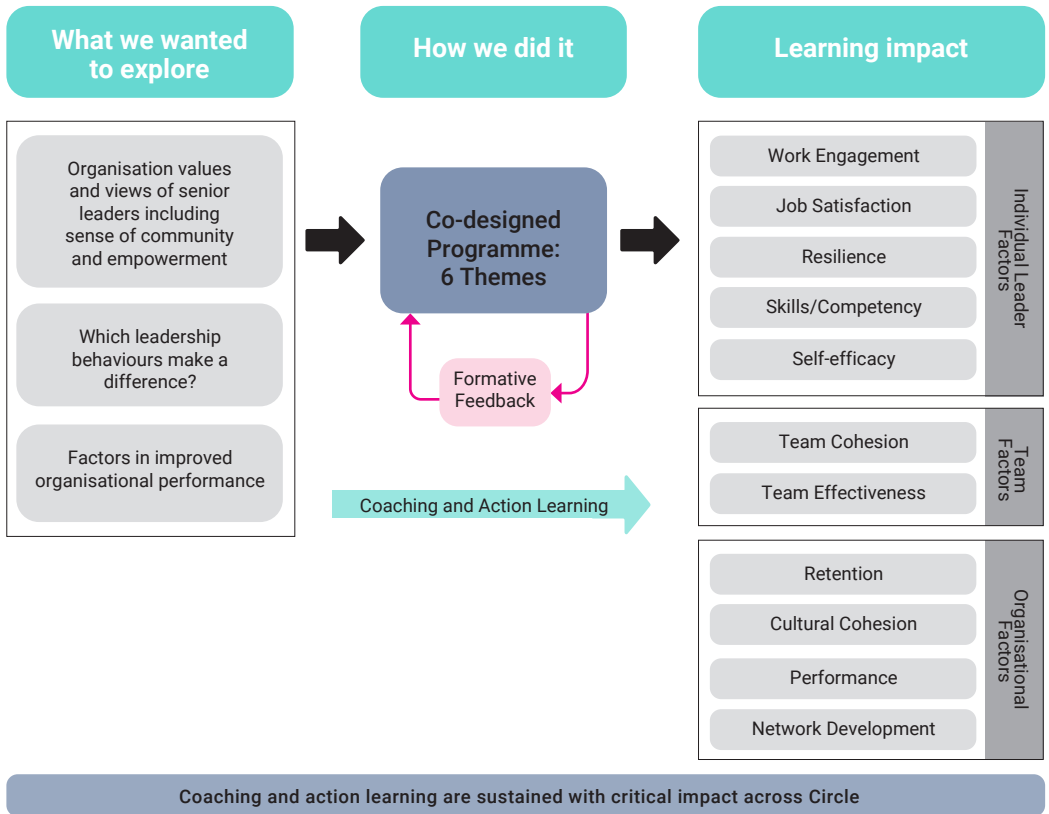 What we wanted
to explore
How we did it
Learning impact
Organisation values
and views of senior
leaders including
sense of community
and empowerment
Which leadership
behaviours make a
difference?
Factors in improved
organisational performance
Co-designed
Programme:
6 Themes
Formative
Feedback
Coaching and Action Learning
Work Engagement
Job Satisfaction
Resilience
Skills/Competency
Self-efficacy
Individual Leader
Factors
Team Cohesion
Team Effectiveness
Team
Factors
Retention
Cultural Cohesion
Performance
Network Development
Organisational
Factors
Coaching and action learning are sustained with critical impact across Circle